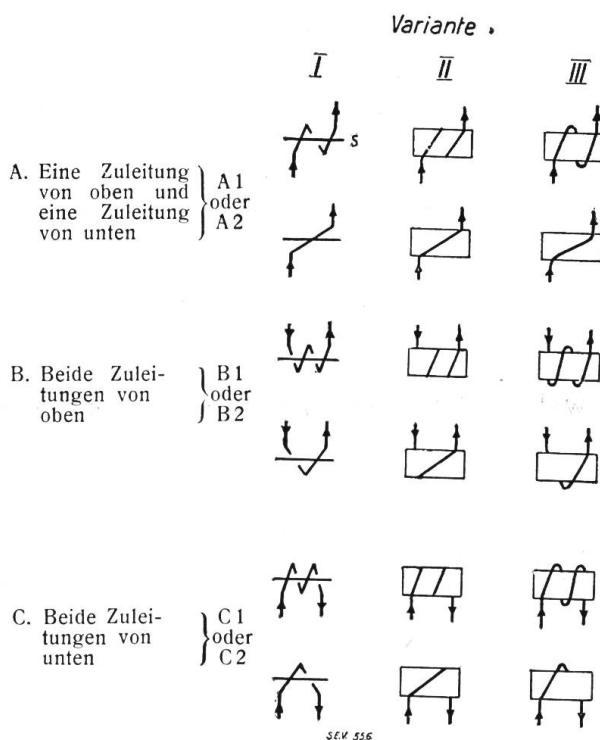 Variante.
I II III
S
A. Eine Zuleitung
von oben und
eine Zuleitung
von unten
A 1
oder
A 2
B. Beide Zulei-
tungen von
oben
B 1
oder
B 2
C. Beide Zulei-
tungen von
unten
C 1
oder
C 2
S.E.V. 556